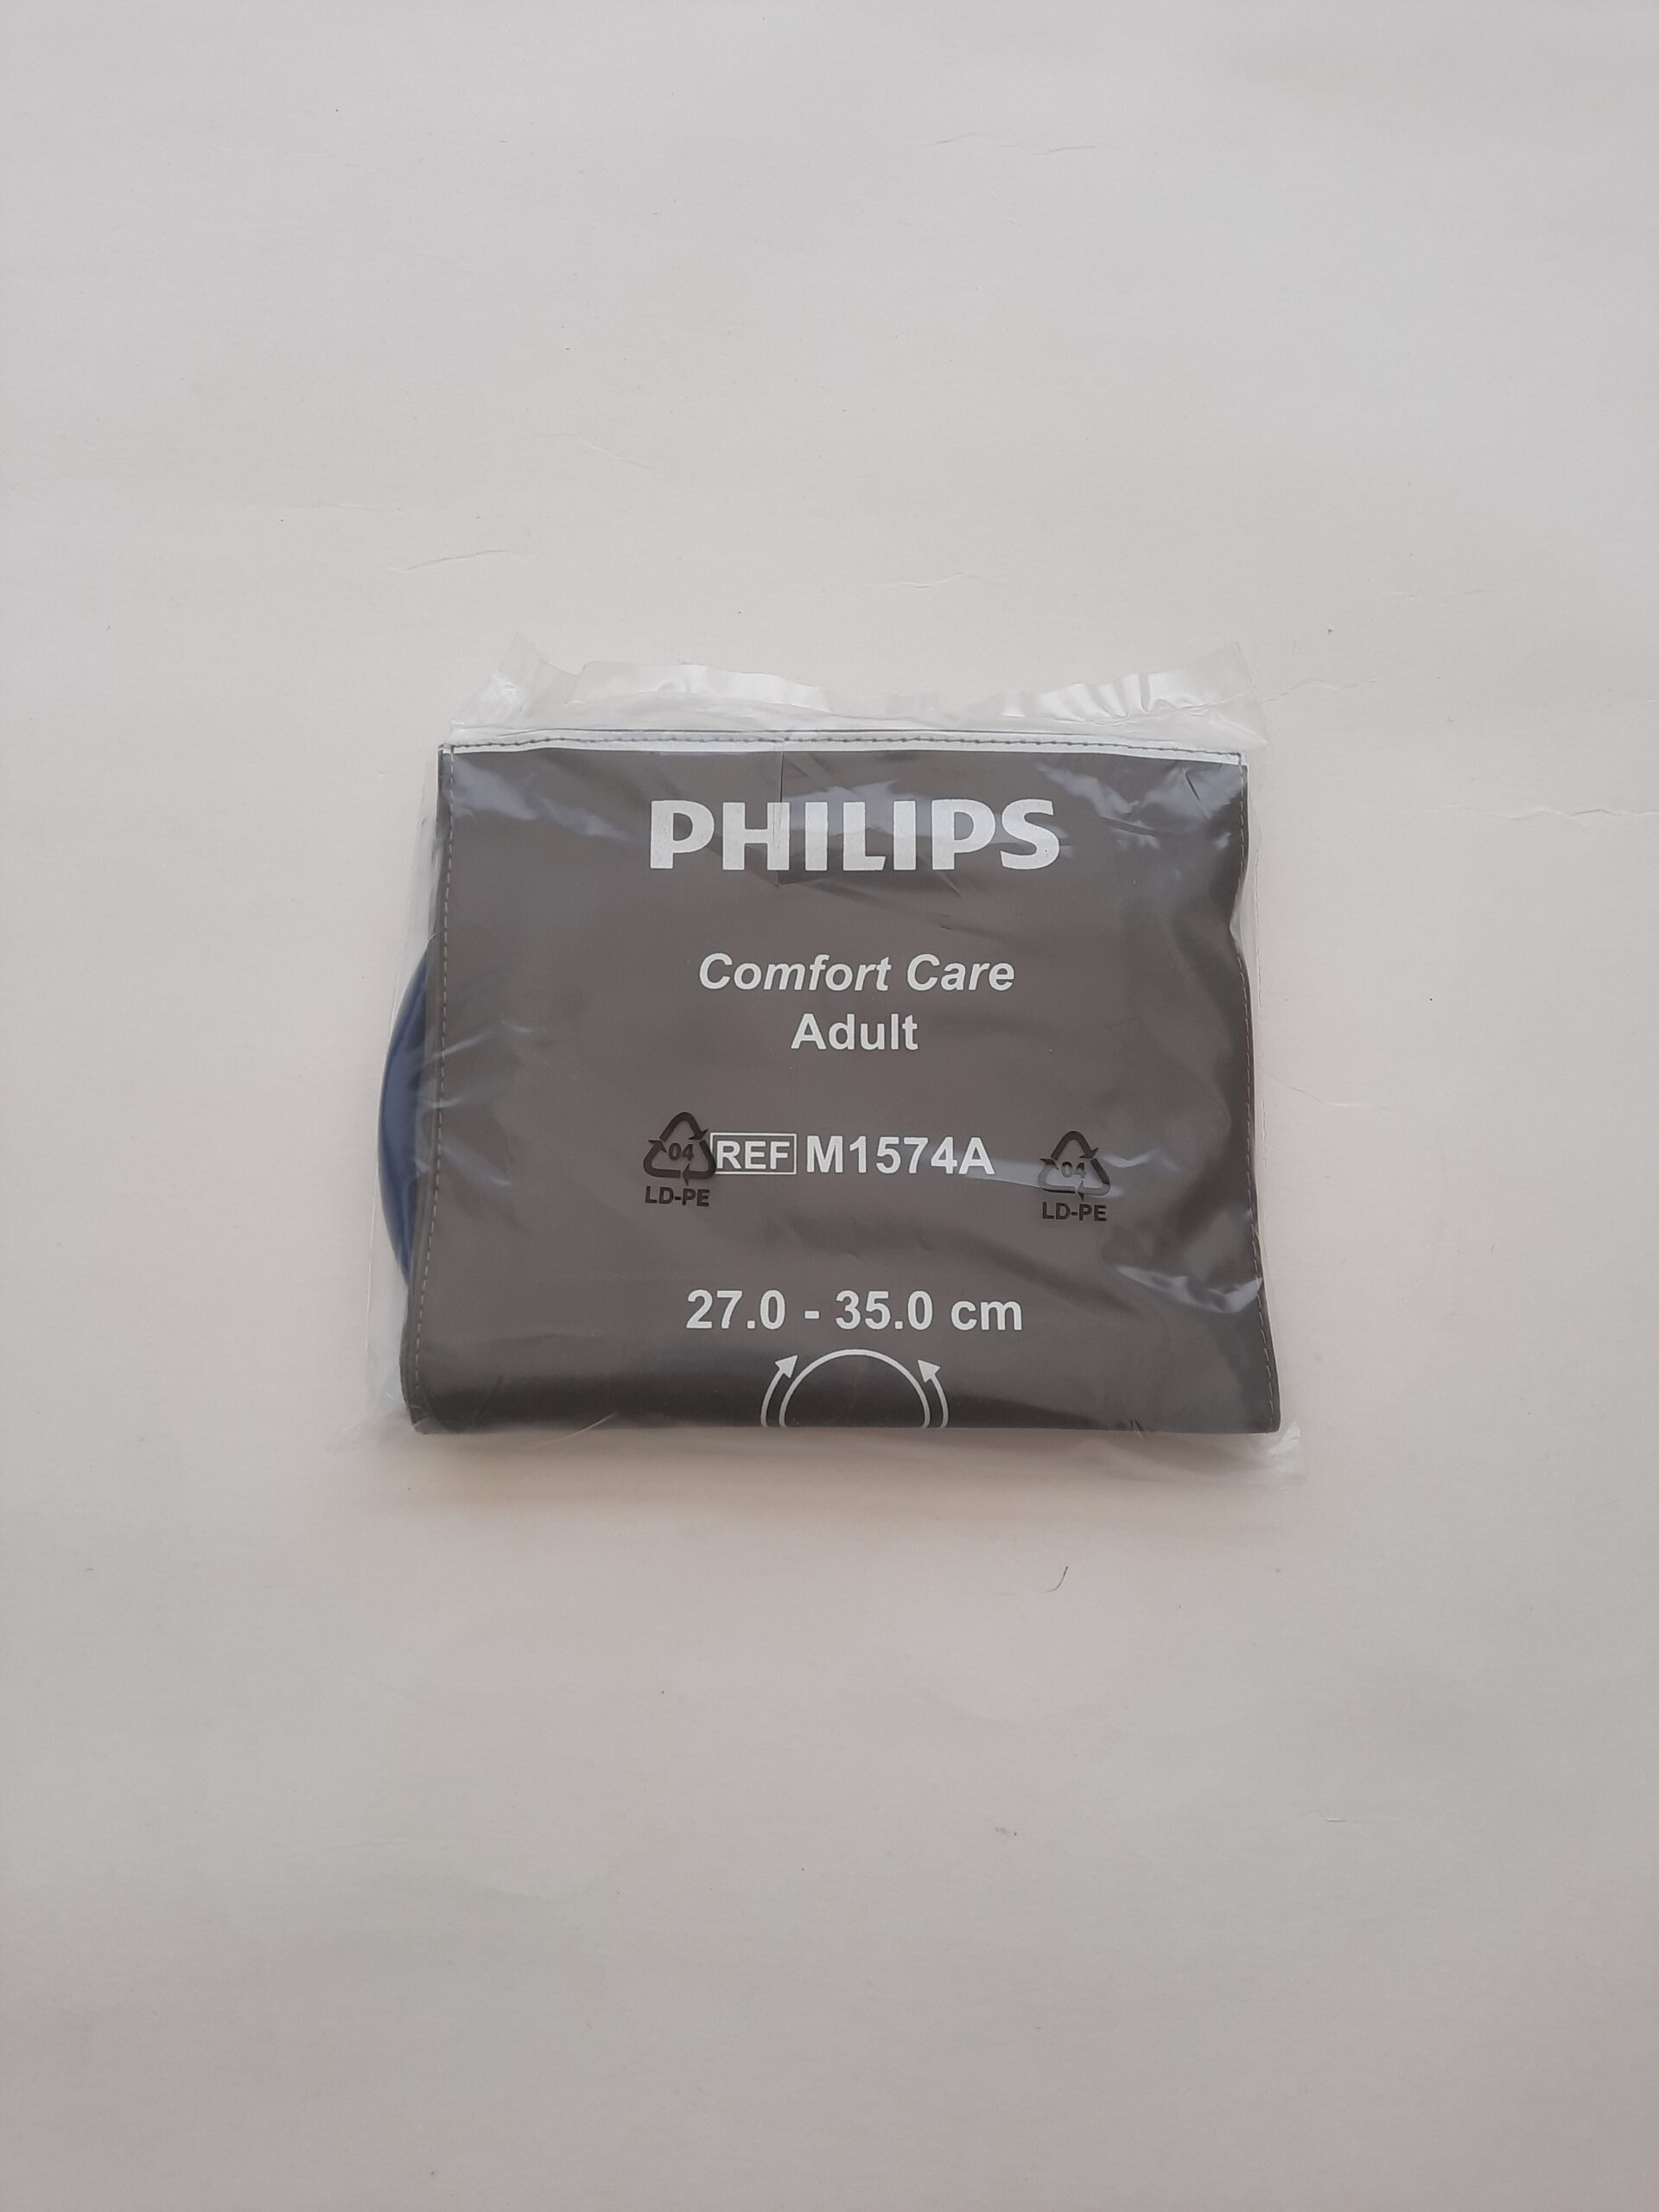 PHILIPS
Comfort Care
Adult
04
LD-PE
REF M1574A
04
LD-PE
27.0 - 35.0 cm